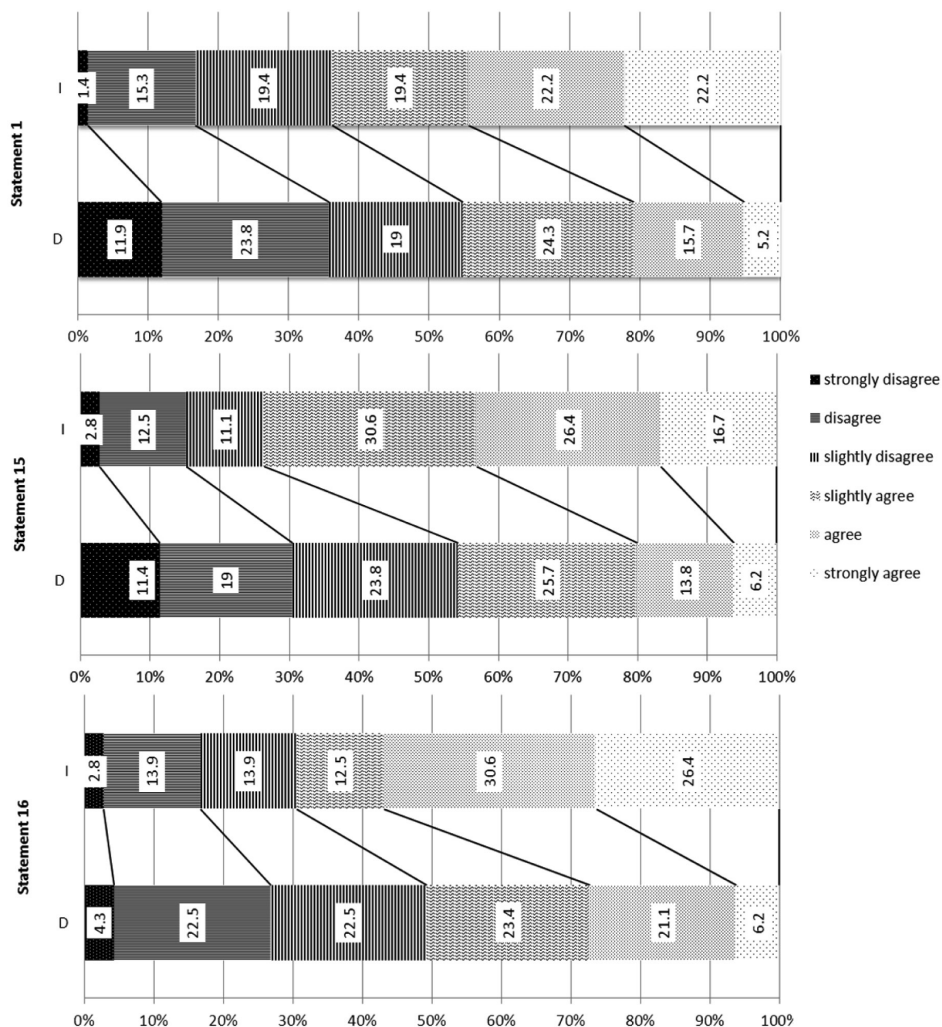 Statement 1
I
1.4 15.3 19.4 19.4 22.2 22.2
D
11.9 23.8 19 24.3 15.7 5.2
0% 10% 20% 30% 40% 50% 60% 70% 80% 90% 100%
Statement 15
I
2.8 12.5 11.1 30.6 26.4 16.7
D
11.4 19 23.8 25.7 13.8 6.2
0% 10% 20% 30% 40% 50% 60% 70% 80% 90% 100%
strongly disagree
disagree
slightly disagree
slightly agree
agree
strongly agree
Statement 16
I
2.8 13.9 13.9 12.5 30.6 26.4
D
4.3 22.5 22.5 23.4 21.1 6.2
0% 10% 20% 30% 40% 50% 60% 70% 80% 90% 100%